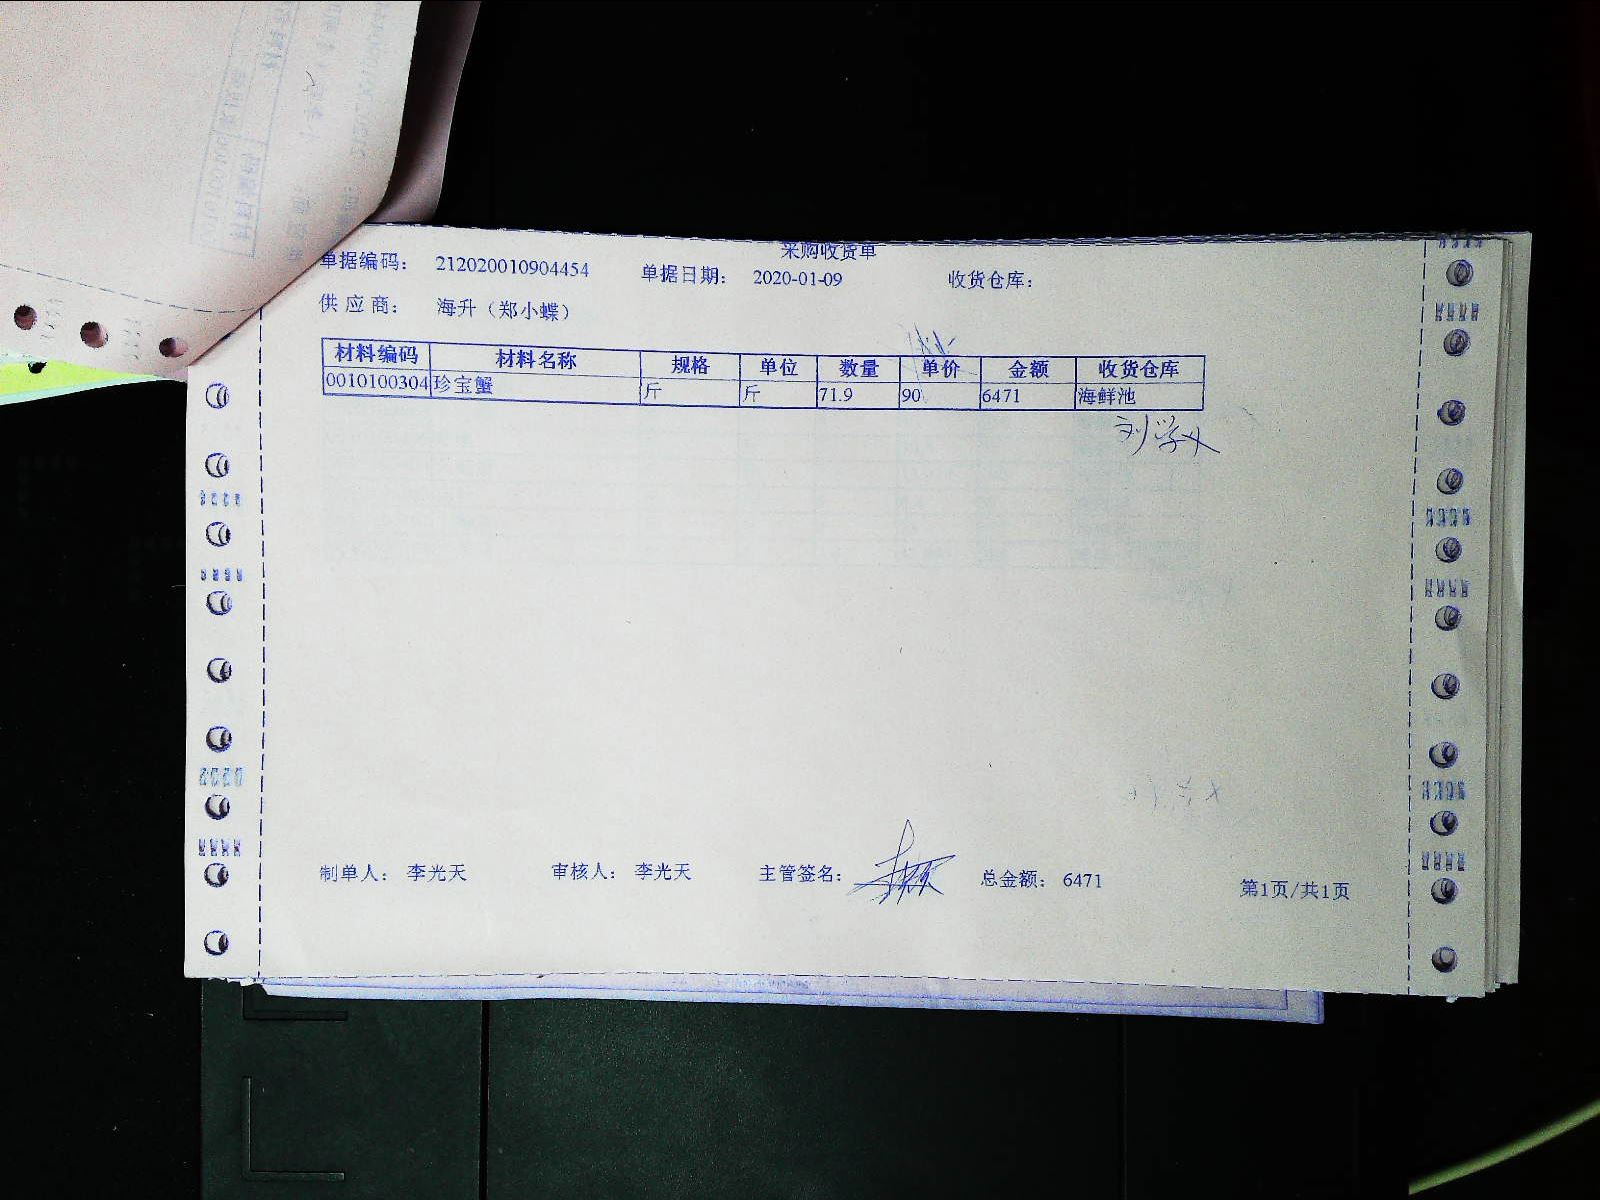 采购收货单
单据编码： 212020010904454 单据日期： 2020-01-09 收货仓库：
供 应 商： 海升（郑小蝶）
材料编码 材料名称 规格 单位 数量 单价 金额 收货仓库
0010100304 珍宝蟹 斤 斤 71.9 90 6471 海鲜池
制单人： 李光天 审核人： 李光天 主管签名： 总金额： 6471 第1页/共1页